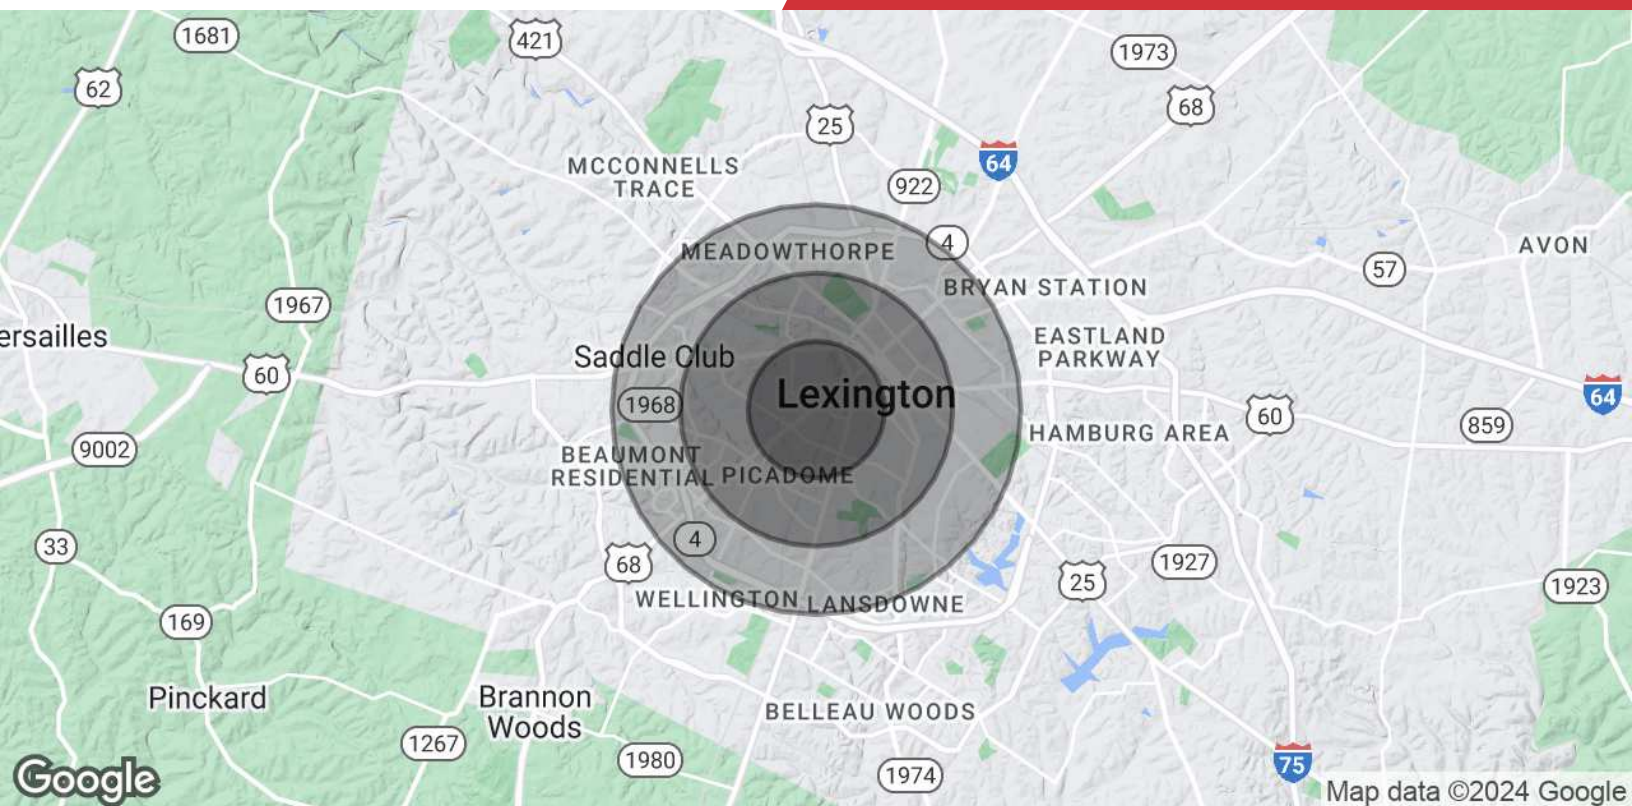 1681
421
1973
62
68
25
64
MCCONNELLS
TRACE
922
4
MEADOWTHORPE
AVON
57
BRYAN STATION
1967
ersailles
EASTLAND
PARKWAY
Saddle Club
60
Lexington
64
1968
60
859
HAMBURG AREA
9002
BEAUMONT
RESIDENTIAL
PICADOME
4
33
68
1927
25
1923
WELLINGTON
LANSDOWNE
169
Pinckard
Brannon
Woods
BELLEAU WOODS
1267
1980
1974
75
Google
Map data ©2024 Google